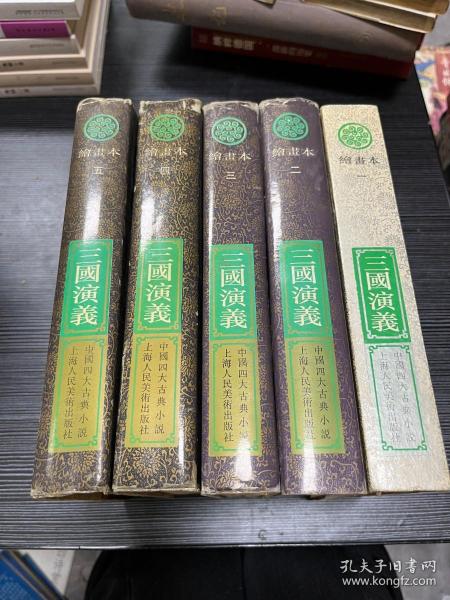 繪畫本
五
三國演義
中國四大古典小説
上海人民美術出版社
繪畫本
四
三國演義
中國四大古典小説
上海人民美術出版社
繪畫本
三
三國演義
中國四大古典小説
上海人民美術出版社
繪畫本
二
三國演義
中國四大古典小説
上海人民美術出版社
繪畫本
一
三國演義
中國四大古典小説
上海人民美術出版社
孔夫子旧书网
www.kongfz.com